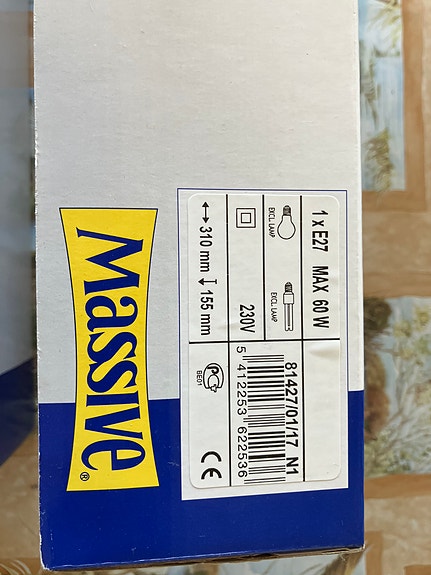 Massive®
1 x E27 MAX 60 W
EXCL LAMP
EXCL LAMP
230V
310 mm 155 mm
81427/01/17 N1
5 412253 622536
BE01
CE